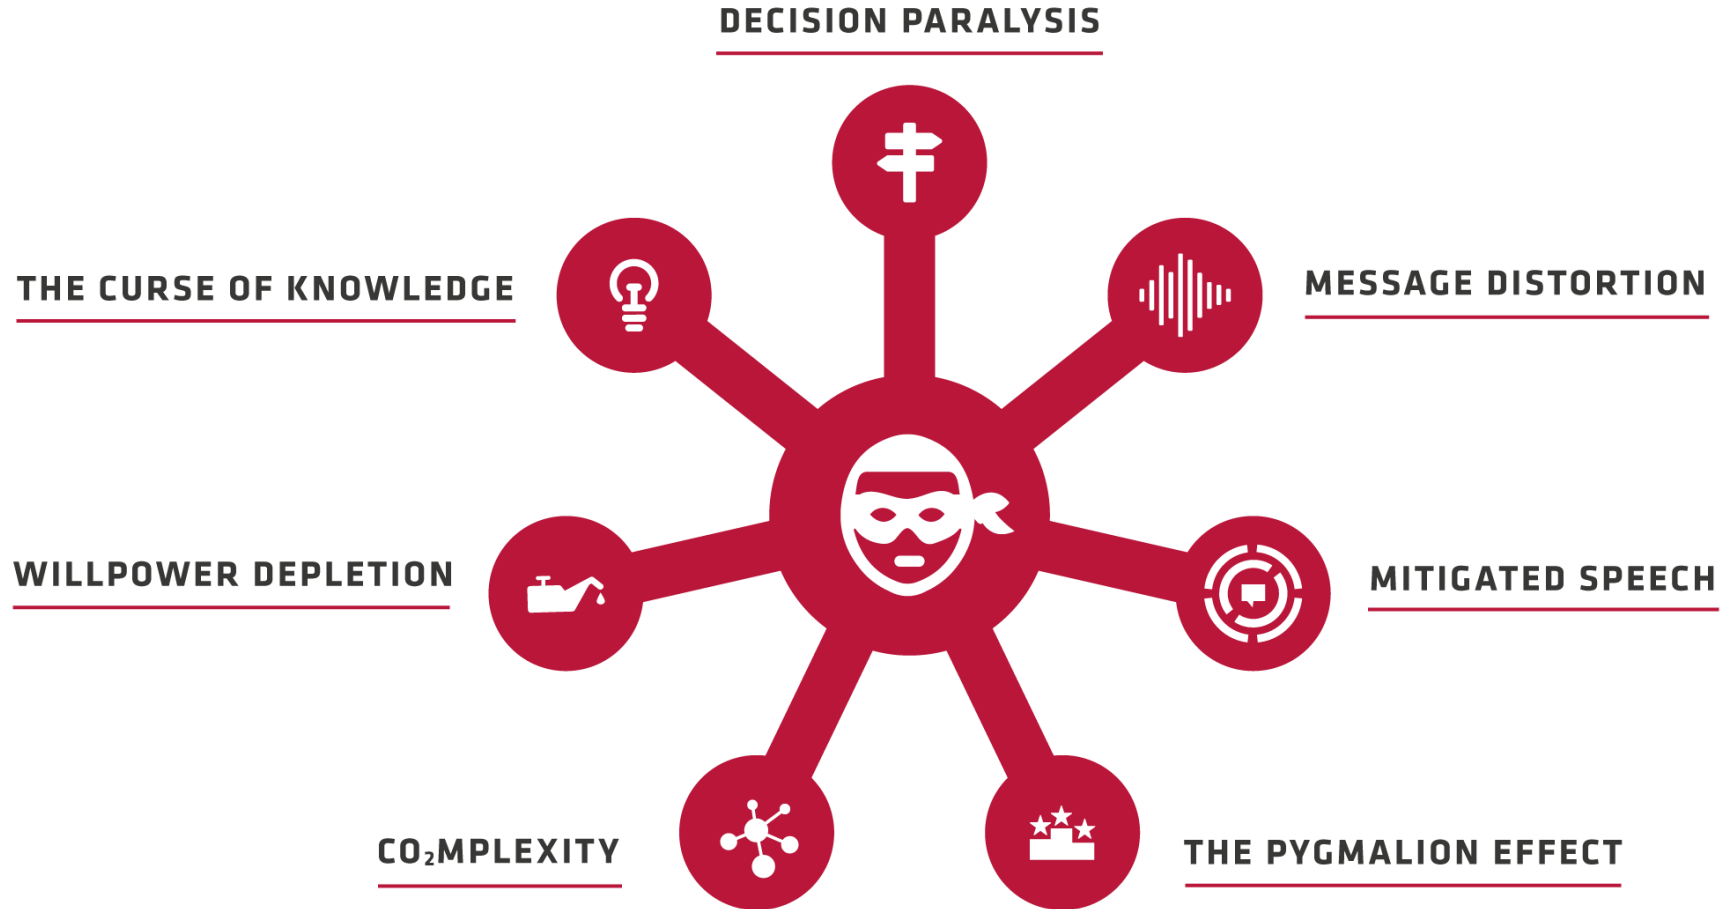 DECISION PARALYSIS
THE CURSE OF KNOWLEDGE
MESSAGE DISTORTION
WILLPOWER DEPLETION
MITIGATED SPEECH
CO₂MPLEXITY
THE PYGMALION EFFECT